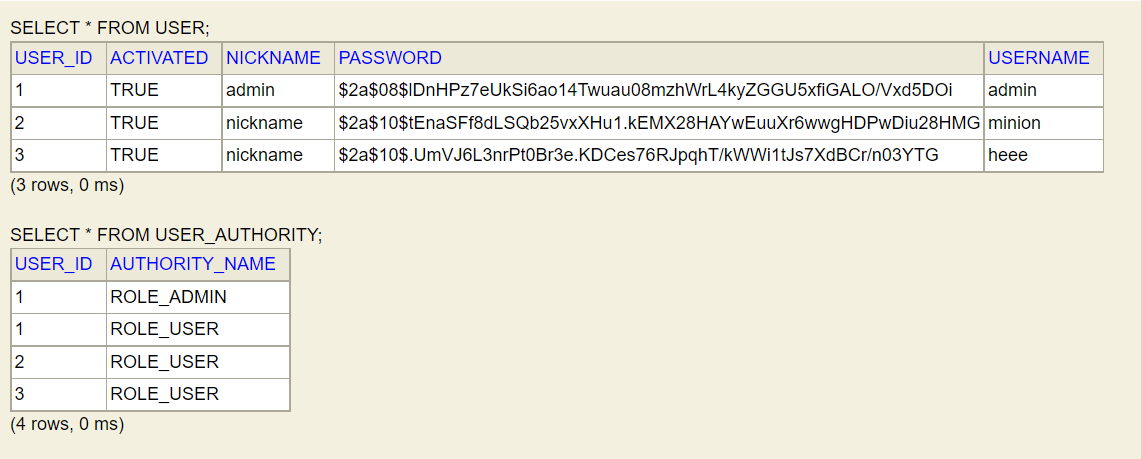 SELECT * FROM USER;
USER_ID ACTIVATED NICKNAME PASSWORD USERNAME
1 TRUE admin $2a$08$lDnHPz7eUkSi6ao14Twuau08mzhWrL4kyZGGU5xfiGALO/Vxd5DOi admin
2 TRUE nickname $2a$10$tEnaSFf8dLSQb25vxXHu1.kEMX28HAYwEuuXr6wwgHDPwDiu28HMG minion
3 TRUE nickname $2a$10$.UmVJ6L3nrPt0Br3e.KDCes76RJpqhT/kWWi1tJs7XdBCr/n03YTG heee
(3 rows, 0 ms)
SELECT * FROM USER_AUTHORITY;
USER_ID AUTHORITY_NAME
1 ROLE_ADMIN
1 ROLE_USER
2 ROLE_USER
3 ROLE_USER
(4 rows, 0 ms)